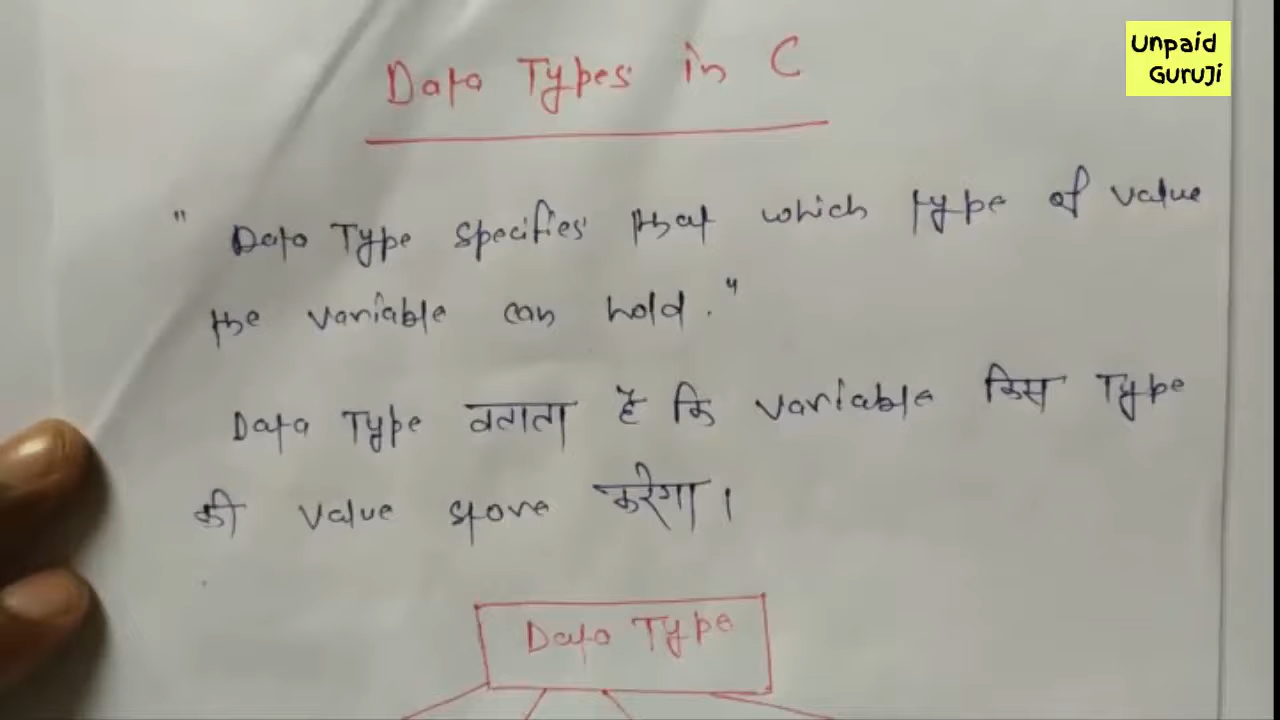 Unpaid
GuruJi
Data Types in C
" Data Type specifies that which type of value
the variable can hold. "
Data Type बताता है कि variable किस Type
की value store करेगा।
Data Type